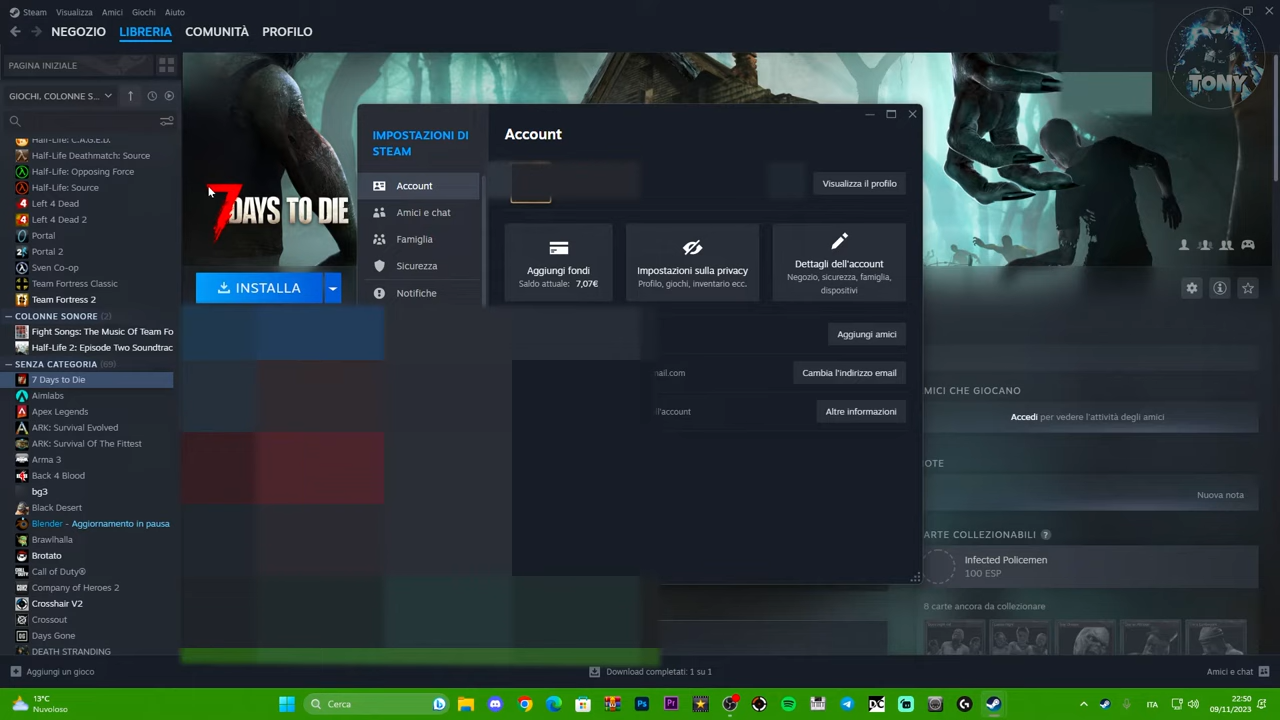 Steam Visualizza Amici Giochi Aiuto
NEGOZIO LIBRERIA COMUNITÀ PROFILO
TONY
PAGINA INIZIALE
GIOCHI, COLONNE S...
Half-Life: C.A.G.E.D.
Half-Life Deathmatch: Source
Half-Life: Opposing Force
Half-Life: Source
Left 4 Dead
Left 4 Dead 2
Portal
Portal 2
Sven Co-op
Team Fortress Classic
Team Fortress 2
COLONNE SONORE (2)
Fight Songs: The Music Of Team Fo
Half-Life 2: Episode Two Soundtrac
SENZA CATEGORIA (69)
7 Days to Die
Aimlabs
Apex Legends
ARK: Survival Evolved
ARK: Survival Of The Fittest
Arma 3
Back 4 Blood
bg3
Black Desert
Blender - Aggiornamento in pausa
Brawlhalla
Brotato
Call of Duty®
Company of Heroes 2
Crosshair V2
Crossout
Days Gone
DEATH STRANDING
Aggiungi un gioco
7 DAYS TO DIE
INSTALLA
IMPOSTAZIONI DI
STEAM
Account
Amici e chat
Famiglia
Sicurezza
Notifiche
Account
Visualizza il profilo
Aggiungi fondi
Saldo attuale: 7,07€
Impostazioni sulla privacy
Profilo, giochi, inventario ecc.
Dettagli dell'account
Negozio, sicurezza, famiglia,
dispositivi
Aggiungi amici
mail.com Cambia l'indirizzo email
ll'account Altre informazioni
AMICI CHE GIOCANO
Accedi per vedere l'attività degli amici
OTE
Nuova nota
ARTE COLLEZIONABILI ?
Infected Policemen
100 ESP
6 carte ancora da collezionare
Download completati: 1 su 1
Amici e chat
13°C
Nuvoloso
Cerca
ITA
22:50
09/11/2023